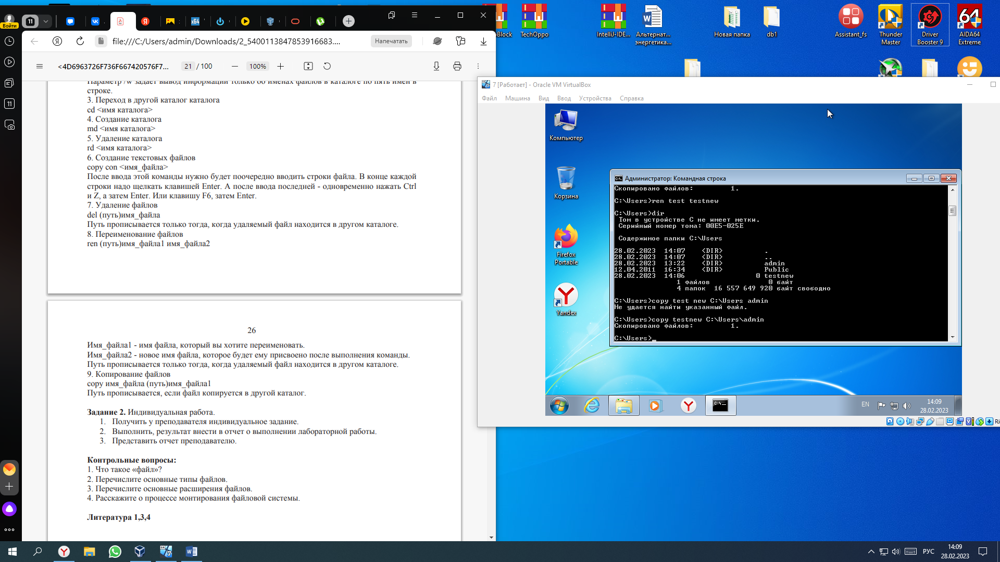 Войти
11
file:///C:/Users/admin/Downloads/2_5400113847853916683....
Напечатать
<4D6963726F736F667420576F7...
21 / 100
100%
11
Параметр /w задает вывод информации только об именах файлов в каталоге по пять имен в
строке.
3. Переход в другой каталог каталога
cd <имя каталога>
4. Создание каталога
md <имя каталога>
5. Удаление каталога
rd <имя каталога>
6. Создание текстовых файлов
copy con <имя_файла>
После ввода этой команды нужно будет поочередно вводить строки файла. В конце каждой
строки надо щелкать клавишей Enter. А после ввода последней - одновременно нажать Ctrl
и Z, а затем Enter. Или клавишу F6, затем Enter.
7. Удаление файлов
del (путь)имя_файла
Путь прописывается только тогда, когда удаляемый файл находится в другом каталоге.
8. Переименование файлов
ren (путь)имя_файла1 имя_файла2
26
Имя_файла1 - имя файла, который вы хотите переименовать.
Имя_файла2 - новое имя файла, которое будет ему присвоено после выполнения команды.
Путь прописывается только тогда, когда удаляемый файл находится в другом каталоге.
9. Копирование файлов
copy имя_файла (путь)имя_файла1
Путь прописывается, если файл копируется в другой каталог.
Задание 2. Индивидуальная работа.
1. Получить у преподавателя индивидуальное задание.
2. Выполнить, результат внести в отчет о выполнении лабораторной работы.
3. Представить отчет преподавателю.
Контрольные вопросы:
1. Что такое «файл»?
2. Перечислите основные типы файлов.
3. Перечислите основные расширения файлов.
4. Расскажите о процессе монтирования файловой системы.
Литература 1,3,4
TechOppo
IntelliJ-IDE...
Альтернат...
энергетика...
Новая папка
db1
Assistant_fs
Thunder
Master
Driver
Booster 9
64
AIDA64
Extreme
7 [Работает] - Oracle VM VirtualBox
Файл Машина Вид Ввод Устройства Справка
Компьютер
Корзина
Firefox
Portable
Yandex
Администратор: Командная строка
Скопировано файлов: 1.
C:\Users>ren test testnew
C:\Users>dir
Том в устройстве C не имеет метки.
Серийный номер тома: 00E5-025E
Содержимое папки C:\Users
28.02.2023 14:07 <DIR> .
28.02.2023 14:07 <DIR> ..
28.02.2023 13:22 <DIR> admin
12.04.2011 16:34 <DIR> Public
28.02.2023 14:06 0 testnew
1 файлов 0 байт
4 папок 16 557 649 920 байт свободно
C:\Users>copy test new C:\Users admin
Не удается найти указанный файл.
C:\Users>copy testnew C:\Users\admin
Скопировано файлов: 1.
C:\Users>_
EN
14:09
28.02.2023
РУС
14:09
28.02.2023